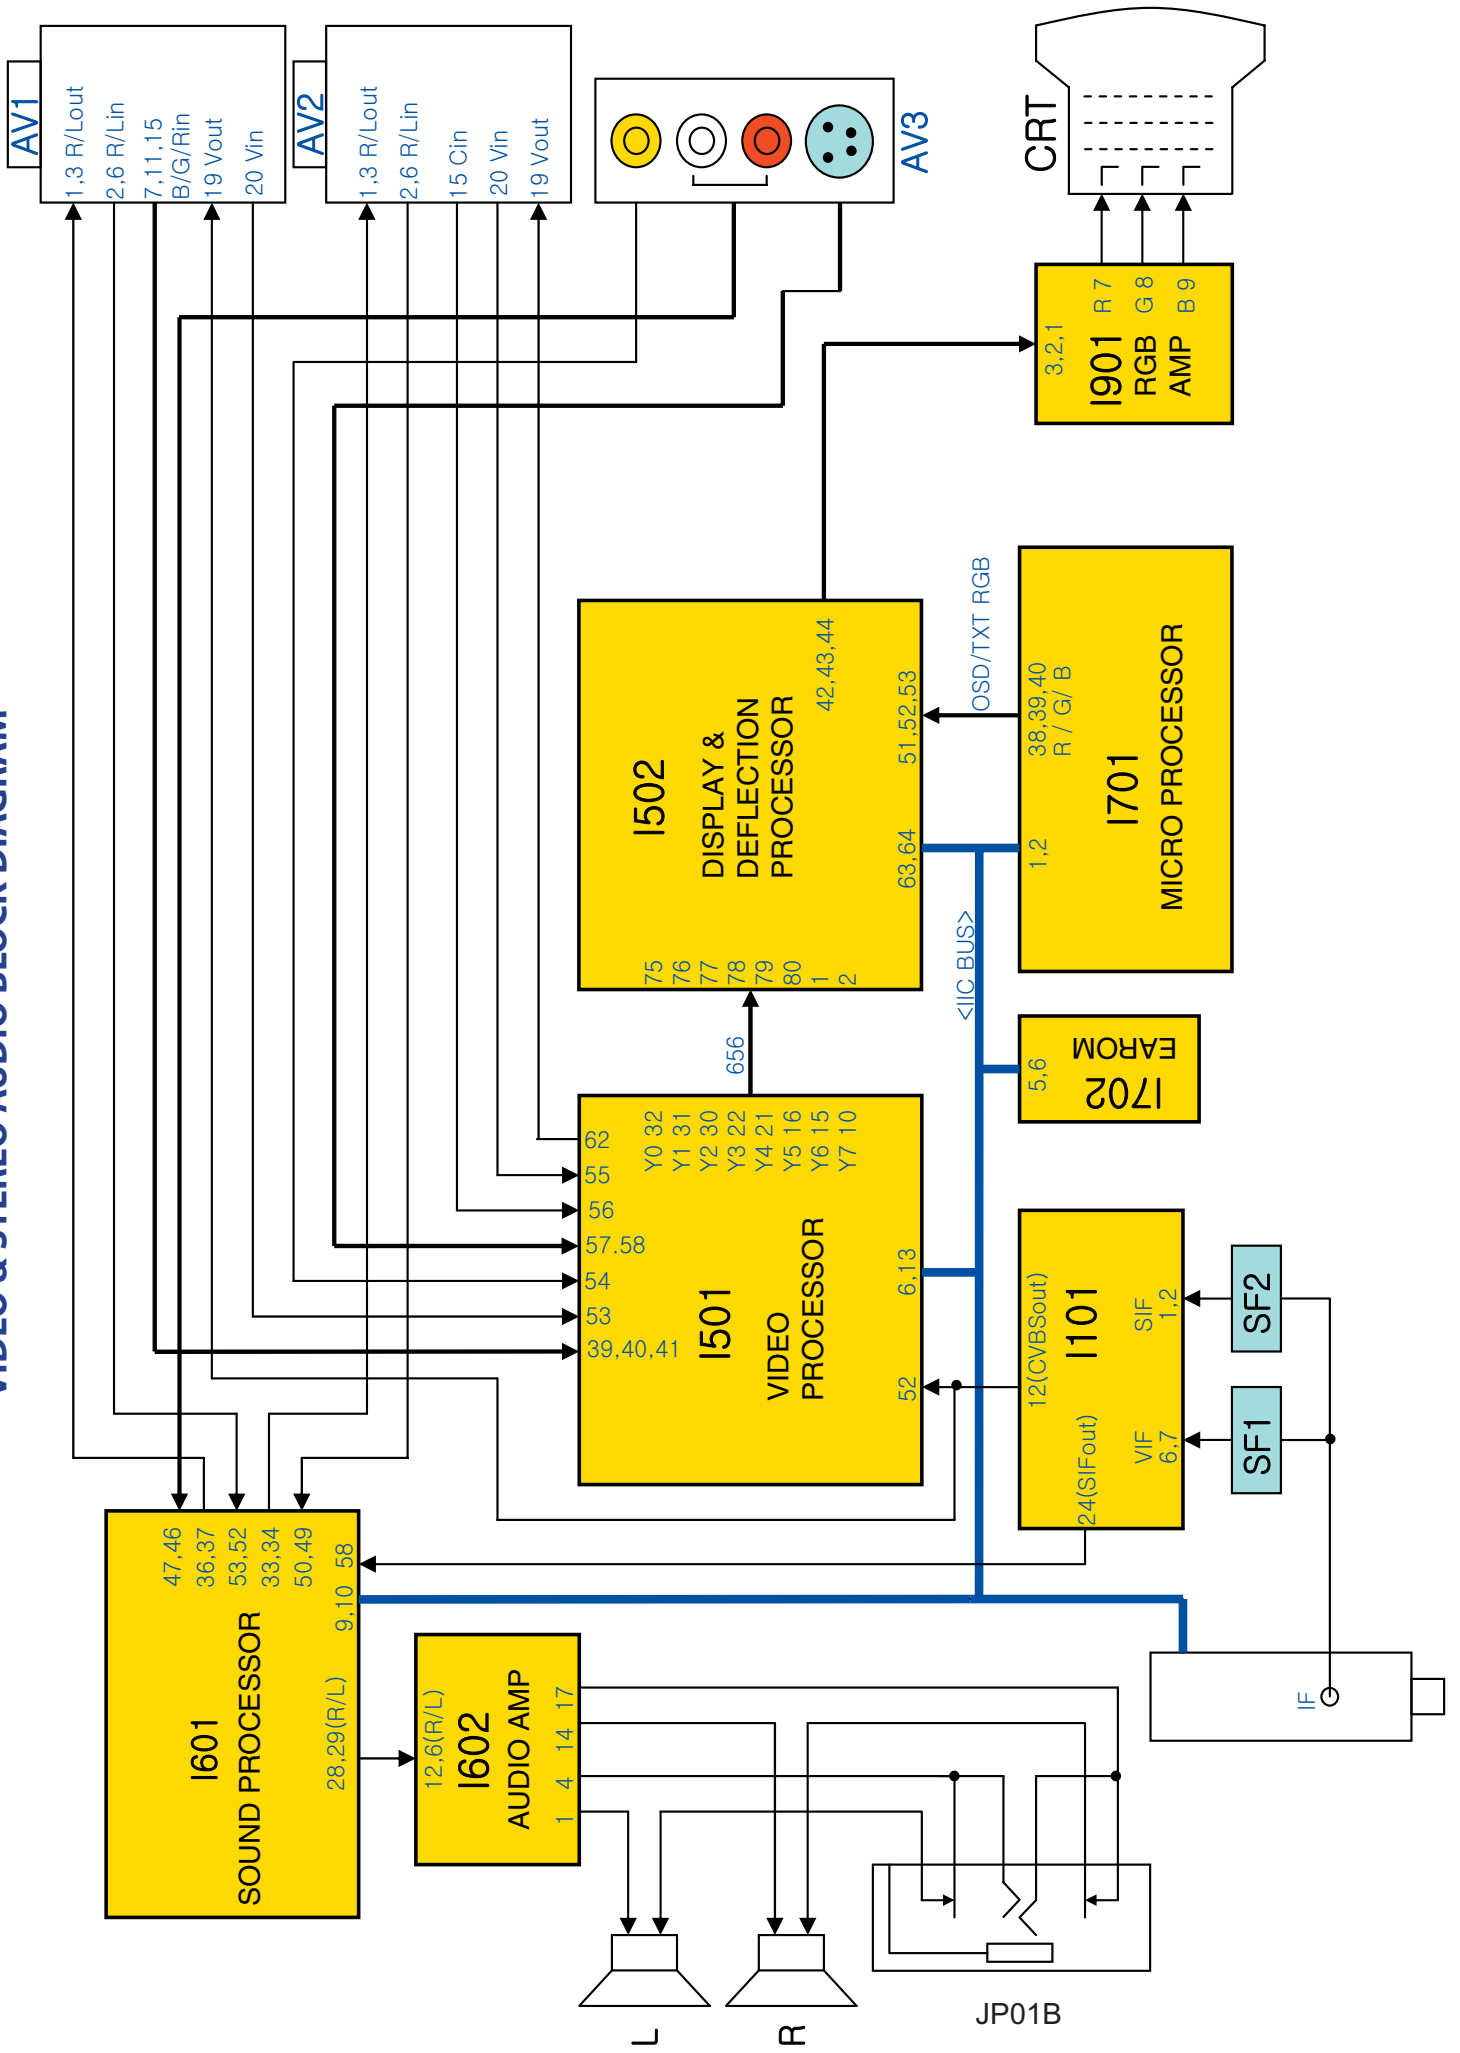 VIDEO & STEREO AUDIO BLOCK DIAGRAM
AV1
1,3 R/Lout
2,6 R/Lin
7,11,15
B/G/Rin
19 Vout
20 Vin
AV2
1,3 R/Lout
2,6 R/Lin
15 Cin
20 Vin
19 Vout
AV3
CRT
I901
RGB
AMP
3,2,1
R 7
G 8
B 9
I502
DISPLAY &
DEFLECTION
PROCESSOR
42,43,44
51,52,53
63,64
75
76
77
78
79
80
1
2
OSD/TXT RGB
38,39,40
R / G/ B
I701
MICRO PROCESSOR
1,2
<IIC BUS>
656
I702
EAROM
5,6
62
55
56
57.58
54
53
39,40,41
Y0 32
Y1 31
Y2 30
Y3 22
Y4 21
Y5 16
Y6 15
Y7 10
I501
VIDEO
PROCESSOR
6,13
52
I101
12(CVBSout)
24(SIFout)
SIF
1,2
VIF
6,7
SF2
SF1
47,46
36,37
53,52
33,34
50,49
58
9,10
I601
SOUND PROCESSOR
28,29(R/L)
12,6(R/L)
I602
AUDIO AMP
1
4
14
17
IF
L
R
JP01B